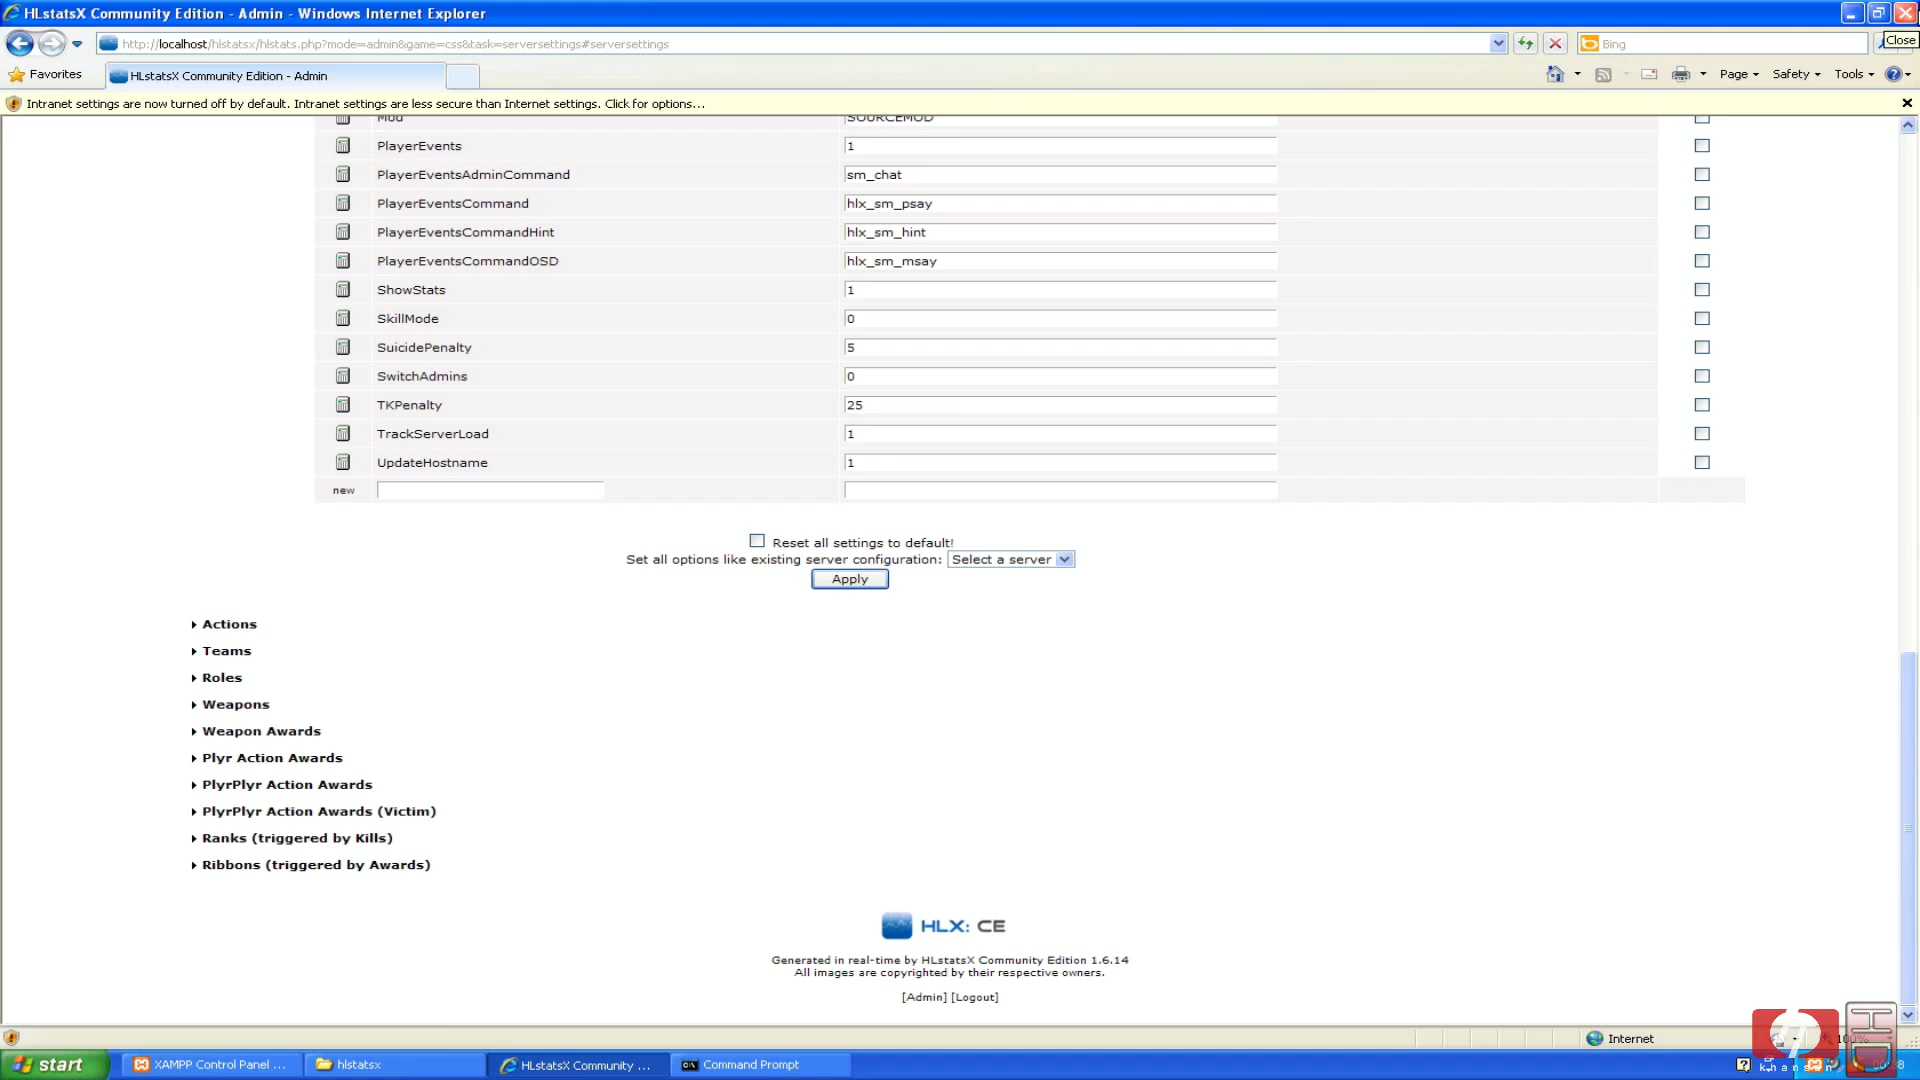 HLstatsX Community Edition - Admin - Windows Internet Explorer
http://localhost/hlstatsx/hlstats.php?mode=admin&game=css&task=serversettings#serversettings
Bing
Close
Favorites
HLstatsX Community Edition - Admin
Page
Safety
Tools
Intranet settings are now turned off by default. Intranet settings are less secure than Internet settings. Click for options...
Mod SOURCEMOD
PlayerEvents 1
PlayerEventsAdminCommand sm_chat
PlayerEventsCommand hlx_sm_psay
PlayerEventsCommandHint hlx_sm_hint
PlayerEventsCommandOSD hlx_sm_msay
ShowStats 1
SkillMode 0
SuicidePenalty 5
SwitchAdmins 0
TKPenalty 25
TrackServerLoad 1
UpdateHostname 1
new
Reset all settings to default!
Set all options like existing server configuration: Select a server
Apply
Actions
Teams
Roles
Weapons
Weapon Awards
Plyr Action Awards
PlyrPlyr Action Awards
PlyrPlyr Action Awards (Victim)
Ranks (triggered by Kills)
Ribbons (triggered by Awards)
HLX: CE
Generated in real-time by HLstatsX Community Edition 1.6.14
All images are copyrighted by their respective owners.
[Admin] [Logout]
Internet
100%
start
XAMPP Control Panel ...
hlstatsx
HLstatsX Community ...
Command Prompt